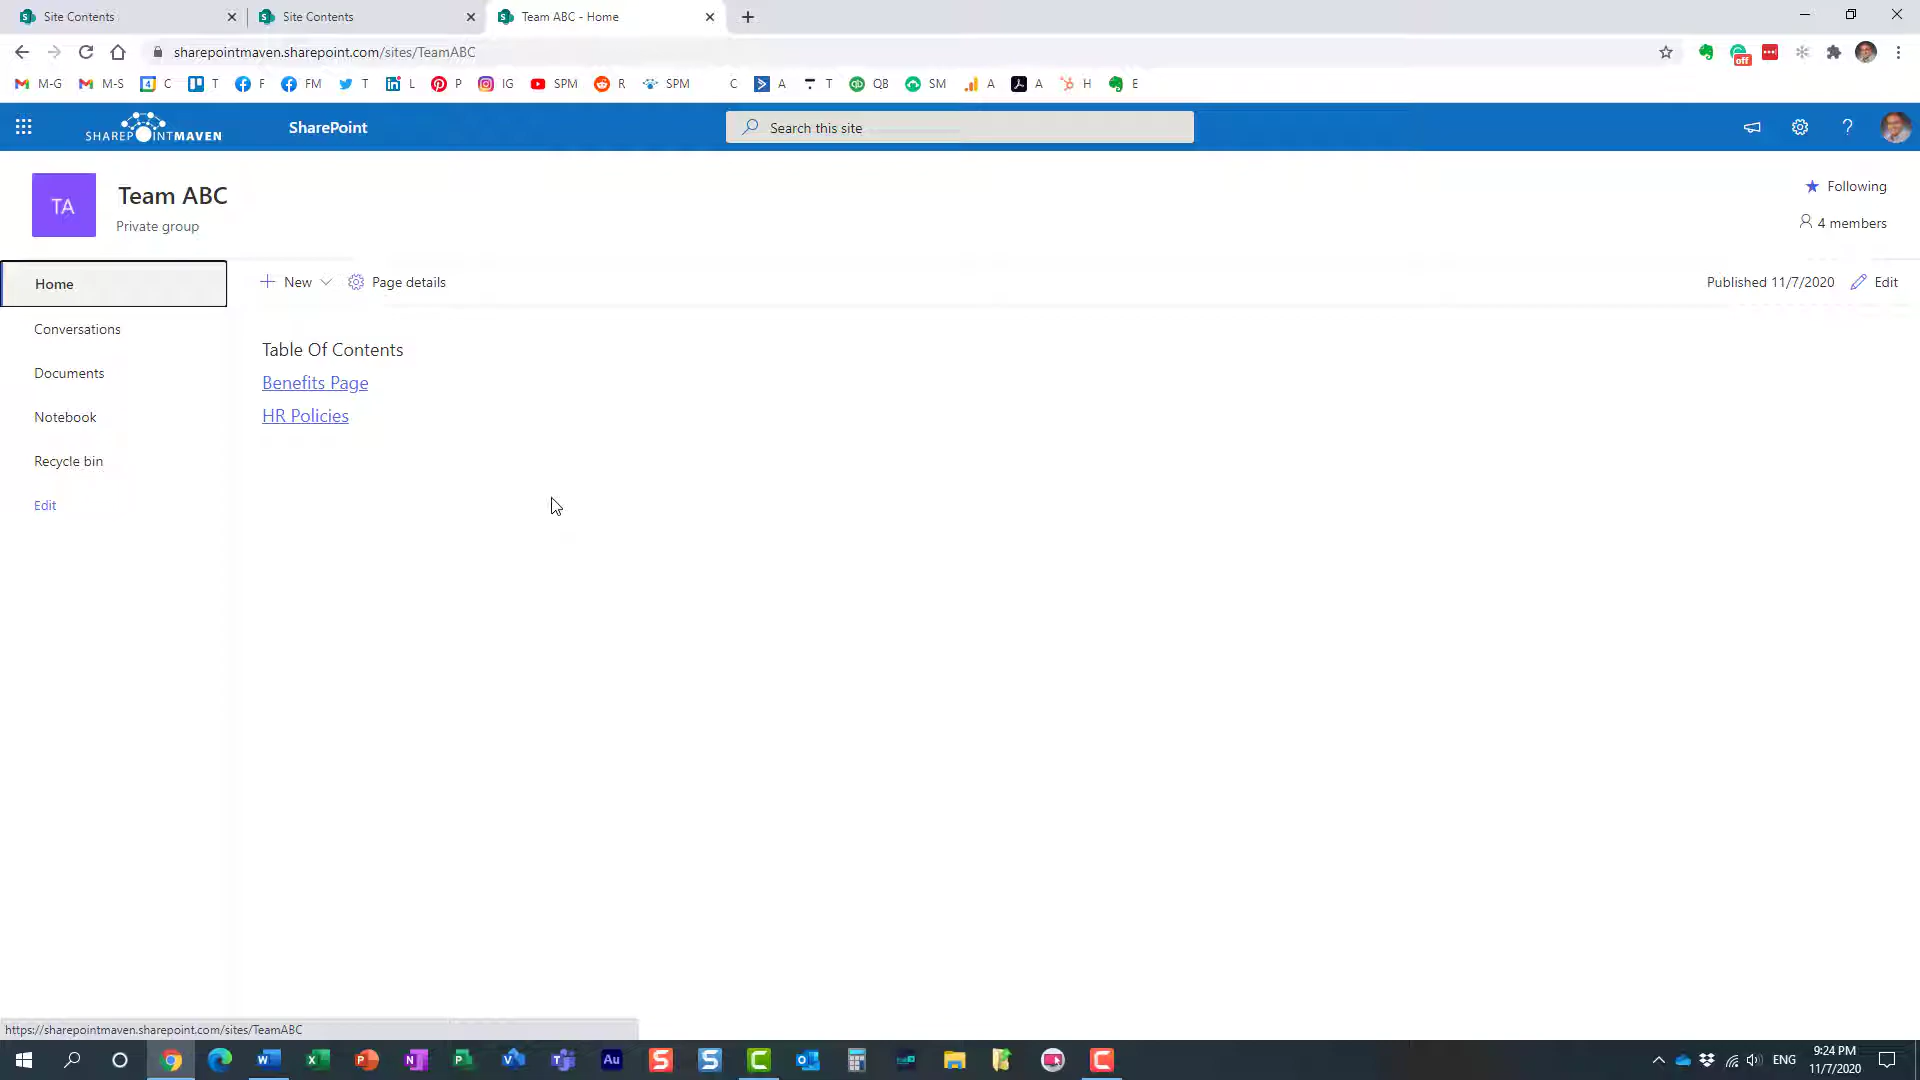 Site Contents
Site Contents
Team ABC - Home
sharepointmaven.sharepoint.com/sites/TeamABC
off
M-G M-S C T F FM T L P IG SPM R SPM C A T QB SM A A H E
SHAREPOINTMAVEN
SharePoint
Search this site
TA
Team ABC
Private group
Following
4 members
Home
Conversations
Documents
Notebook
Recycle bin
Edit
New
Page details
Published 11/7/2020
Edit
Table Of Contents
Benefits Page
HR Policies
https://sharepointmaven.sharepoint.com/sites/TeamABC
ENG
9:24 PM
11/7/2020